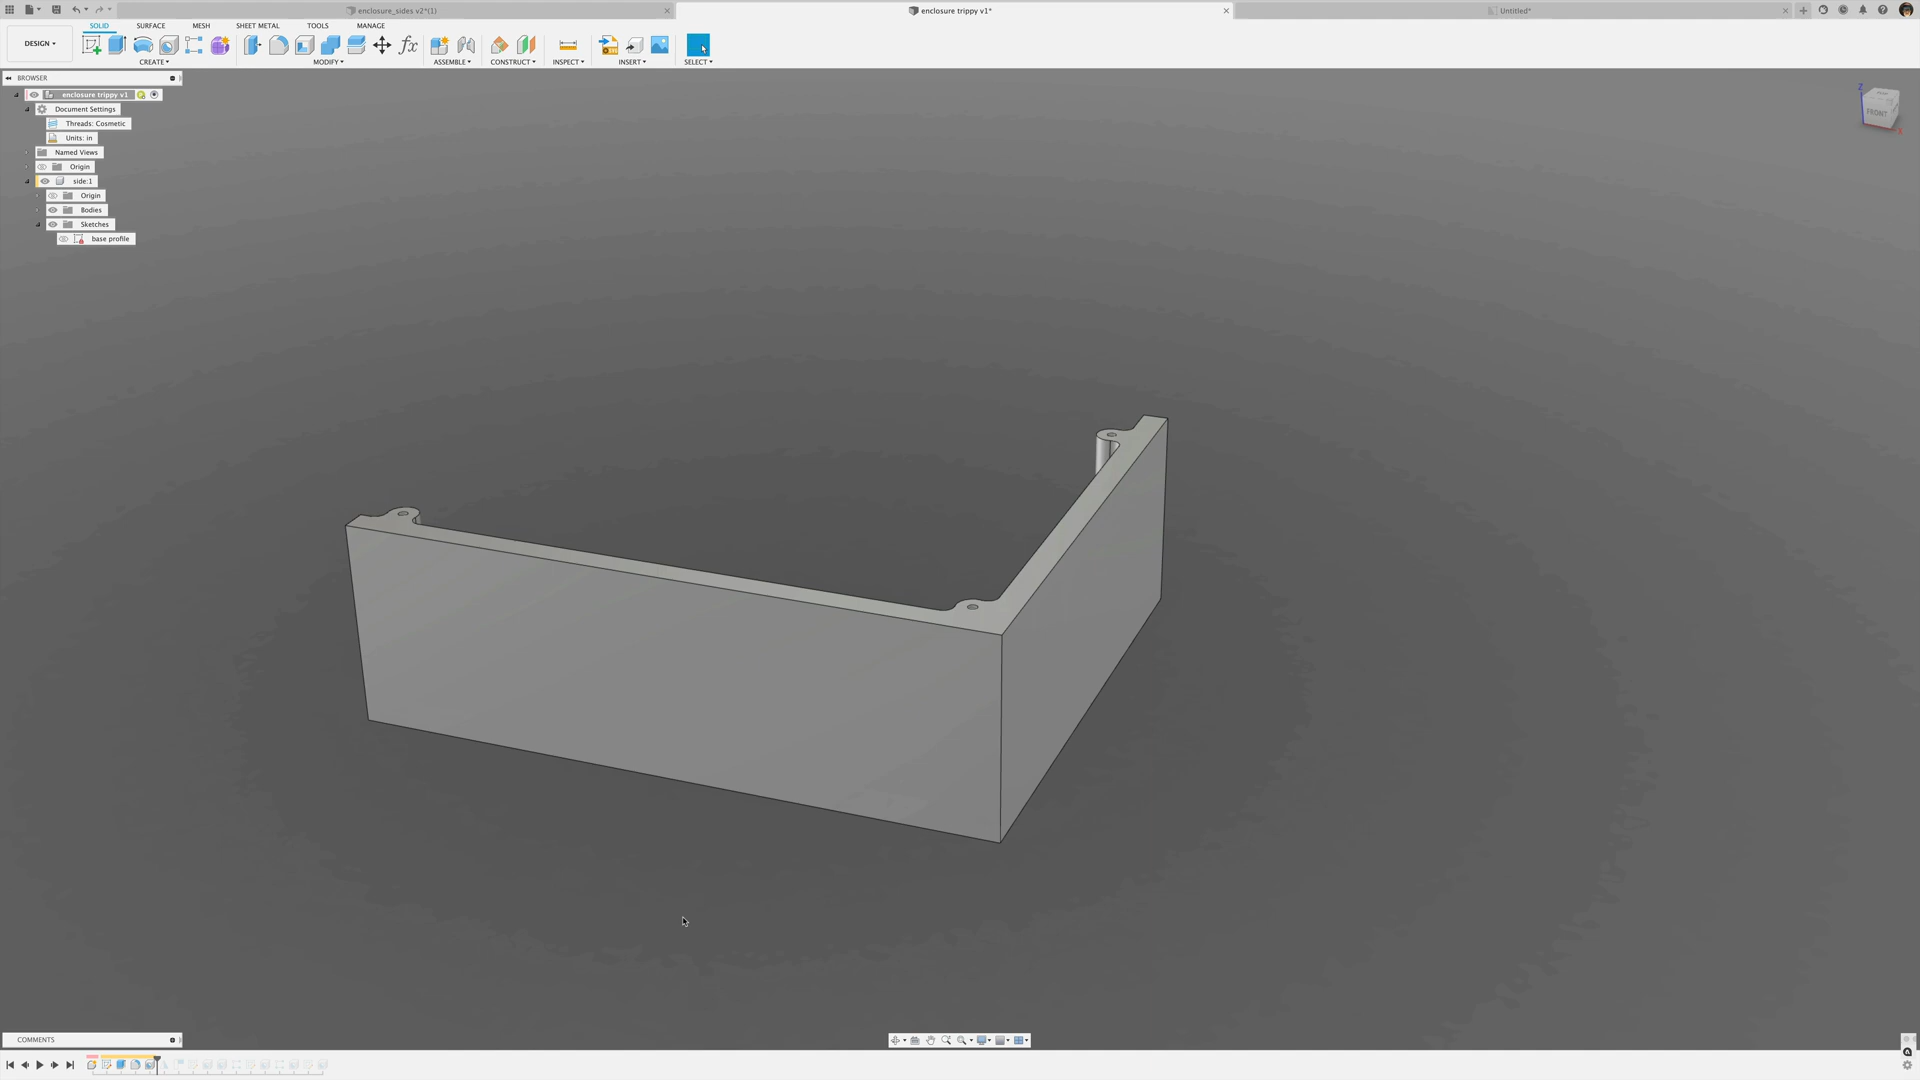 enclosure_sides v2*(1)
enclosure trippy v1*
Untitled*
SOLID SURFACE MESH SHEET METAL TOOLS MANAGE
DESIGN
CREATE MODIFY ASSEMBLE CONSTRUCT INSPECT INSERT SELECT
BROWSER
enclosure trippy v1
Document Settings
Threads: Cosmetic
Units: in
Named Views
Origin
side:1
Origin
Bodies
Sketches
base profile
Z
FRONT
X
COMMENTS